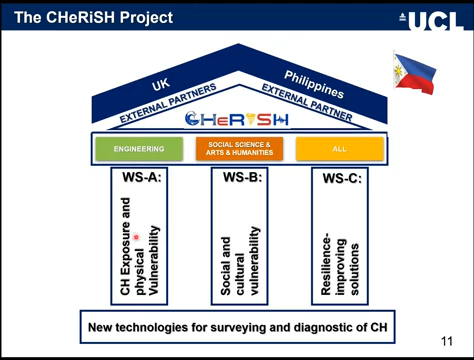 The CHeRiSH Project
UCL
UK
Philippines
EXTERNAL PARTNERS
EXTERNAL PARTNER
CHeRiSH
ENGINEERING
SOCIAL SCIENCE &
ARTS & HUMANITIES
ALL
WS-A:
CH Exposure and
physical
Vulnerability
WS-B:
Social and
cultural
vulnerability
WS-C:
Resilience-
improving
solutions
New technologies for surveying and diagnostic of CH
11